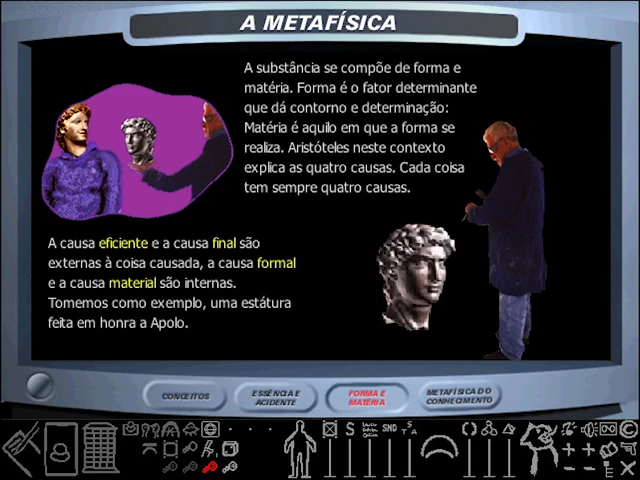 A METAFÍSICA
A substância se compõe de forma e
matéria. Forma é o fator determinante
que dá contorno e determinação:
Matéria é aquilo em que a forma se
realiza. Aristóteles neste contexto
explica as quatro causas. Cada coisa
tem sempre quatro causas.
A causa eficiente e a causa final são
externas à coisa causada, a causa formal
e a causa material são internas.
Tomemos como exemplo, uma estátura
feita em honra a Apolo.
CONCEITOS
ESSÊNCIA E
ACIDENTE
FORMA E
MATÉRIA
METAFÍSICA DO
CONHECIMENTO
S
SND